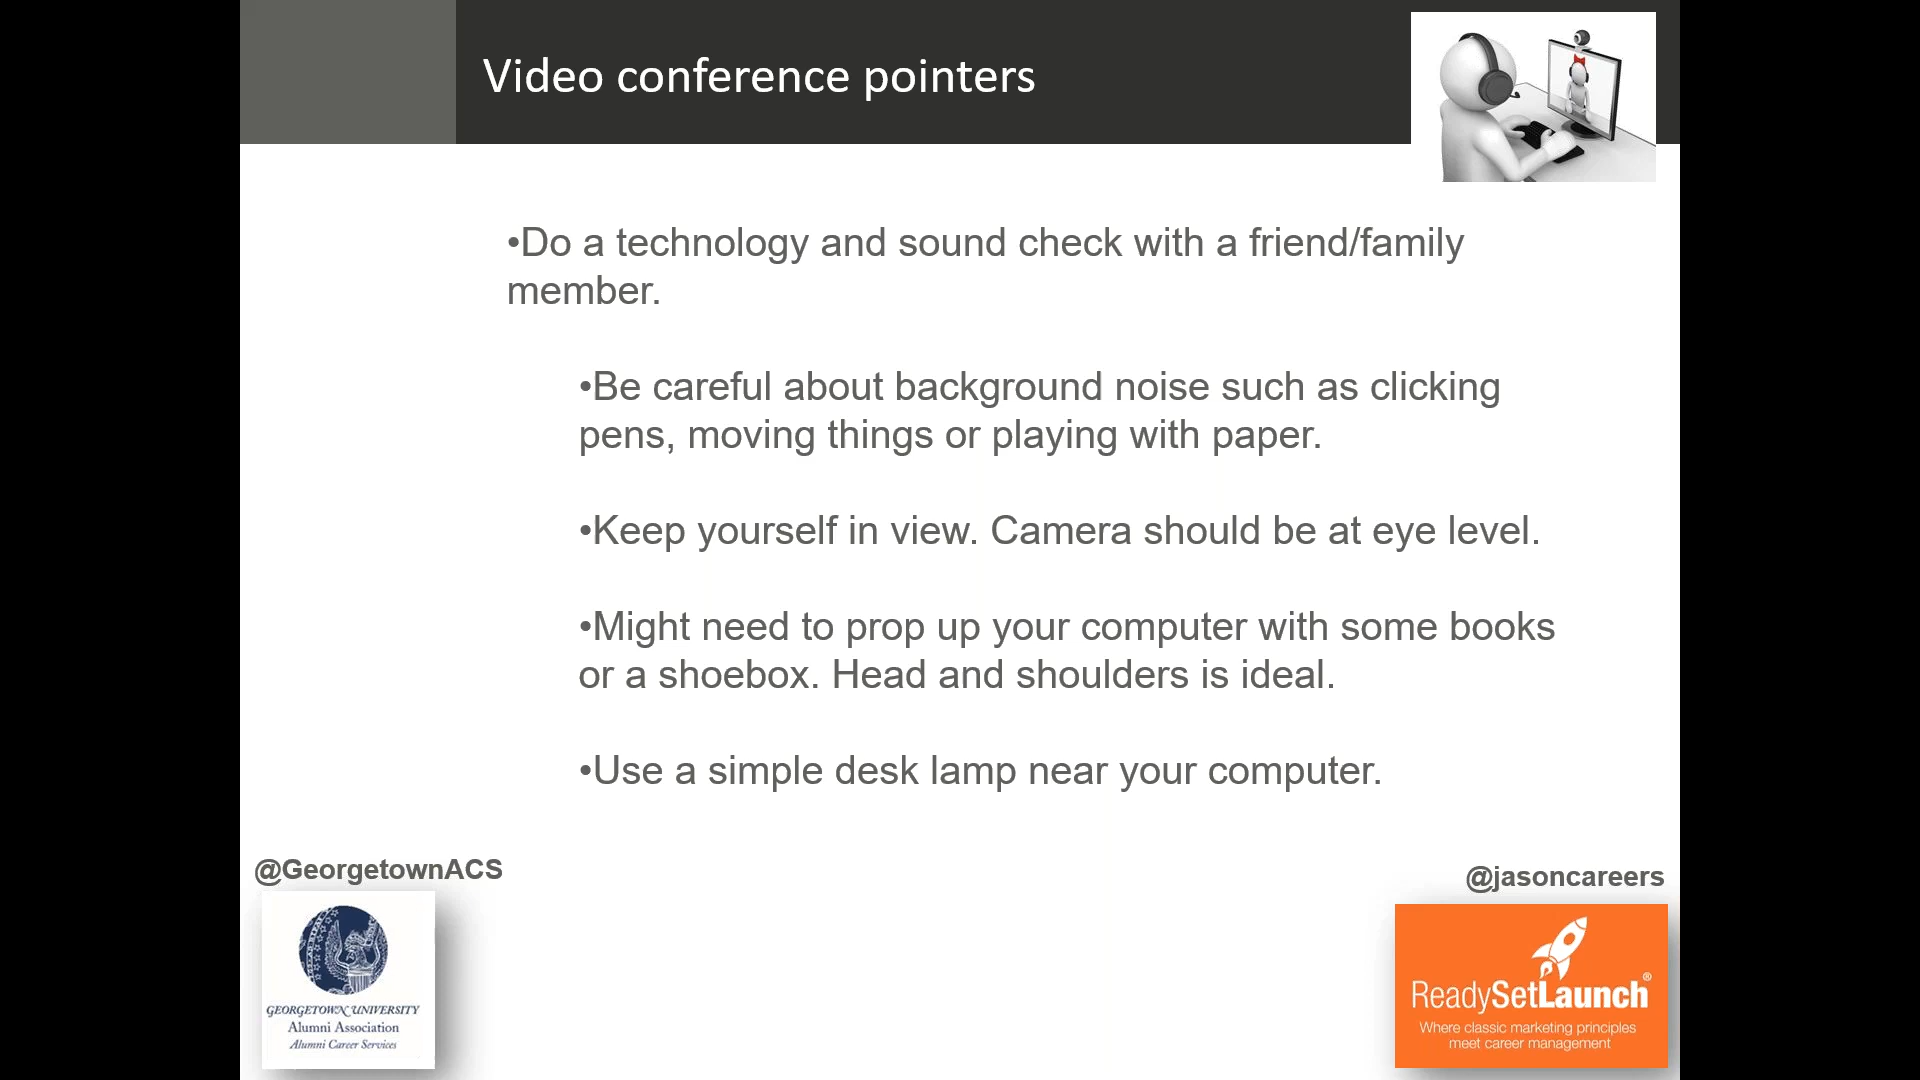 Video conference pointers
•Do a technology and sound check with a friend/family
member.
•Be careful about background noise such as clicking
pens, moving things or playing with paper.
•Keep yourself in view. Camera should be at eye level.
•Might need to prop up your computer with some books
or a shoebox. Head and shoulders is ideal.
•Use a simple desk lamp near your computer.
@GeorgetownACS
GEORGETOWN UNIVERSITY
Alumni Association
Alumni Career Services
@jasoncareers
ReadySetLaunch®
Where classic marketing principles
meet career management